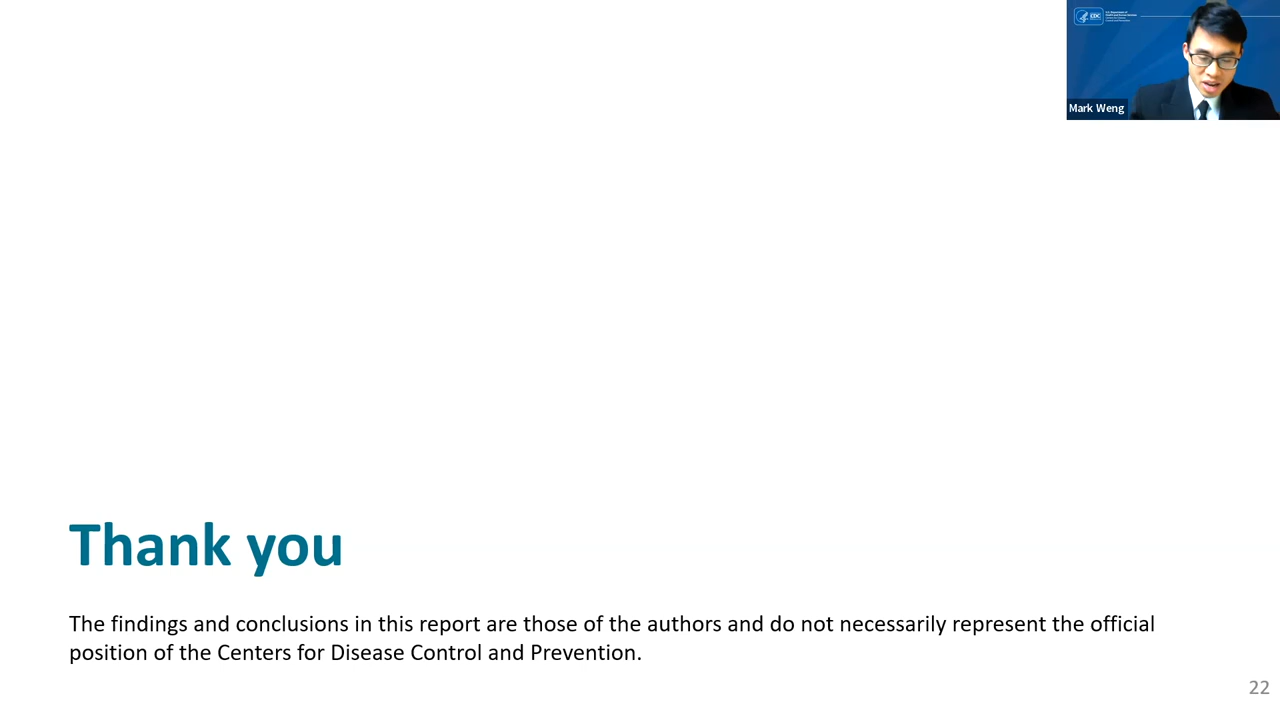 CDC
Mark Weng
Thank you
The findings and conclusions in this report are those of the authors and do not necessarily represent the official
position of the Centers for Disease Control and Prevention.
22